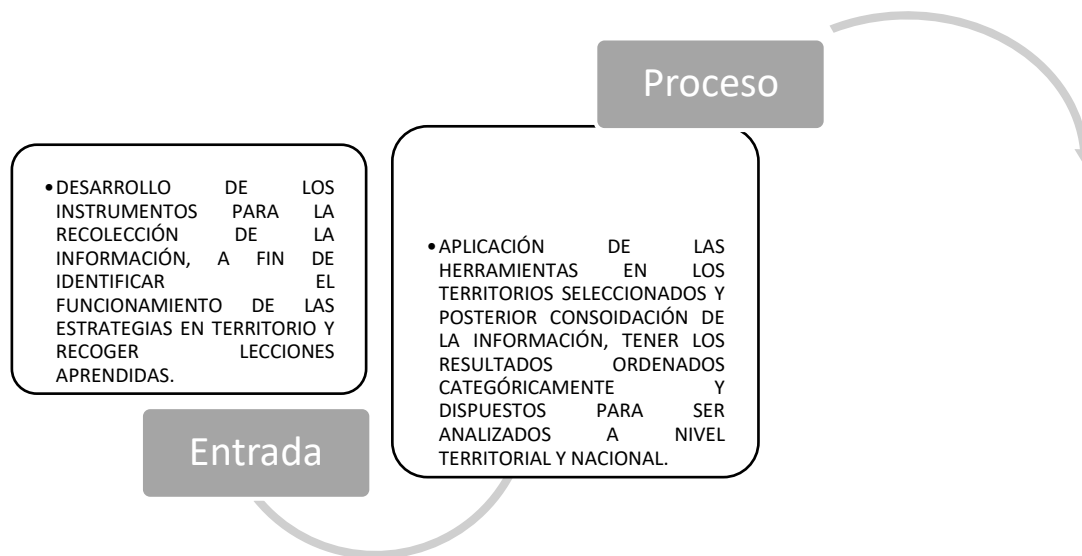 •DESARROLLO DE LOS
INSTRUMENTOS PARA LA
RECOLECCIÓN DE LA
INFORMACIÓN, A FIN DE
IDENTIFICAR EL
FUNCIONAMIENTO DE LAS
ESTRATEGIAS EN TERRITORIO Y
RECOGER LECCIONES
APRENDIDAS.
Entrada
Proceso
•APLICACIÓN DE LAS
HERRAMIENTAS EN LOS
TERRITORIOS SELECCIONADOS Y
POSTERIOR CONSOIDACIÓN DE
LA INFORMACIÓN, TENER LOS
RESULTADOS ORDENADOS
CATEGÓRICAMENTE Y
DISPUESTOS PARA SER
ANALIZADOS A NIVEL
TERRITORIAL Y NACIONAL.